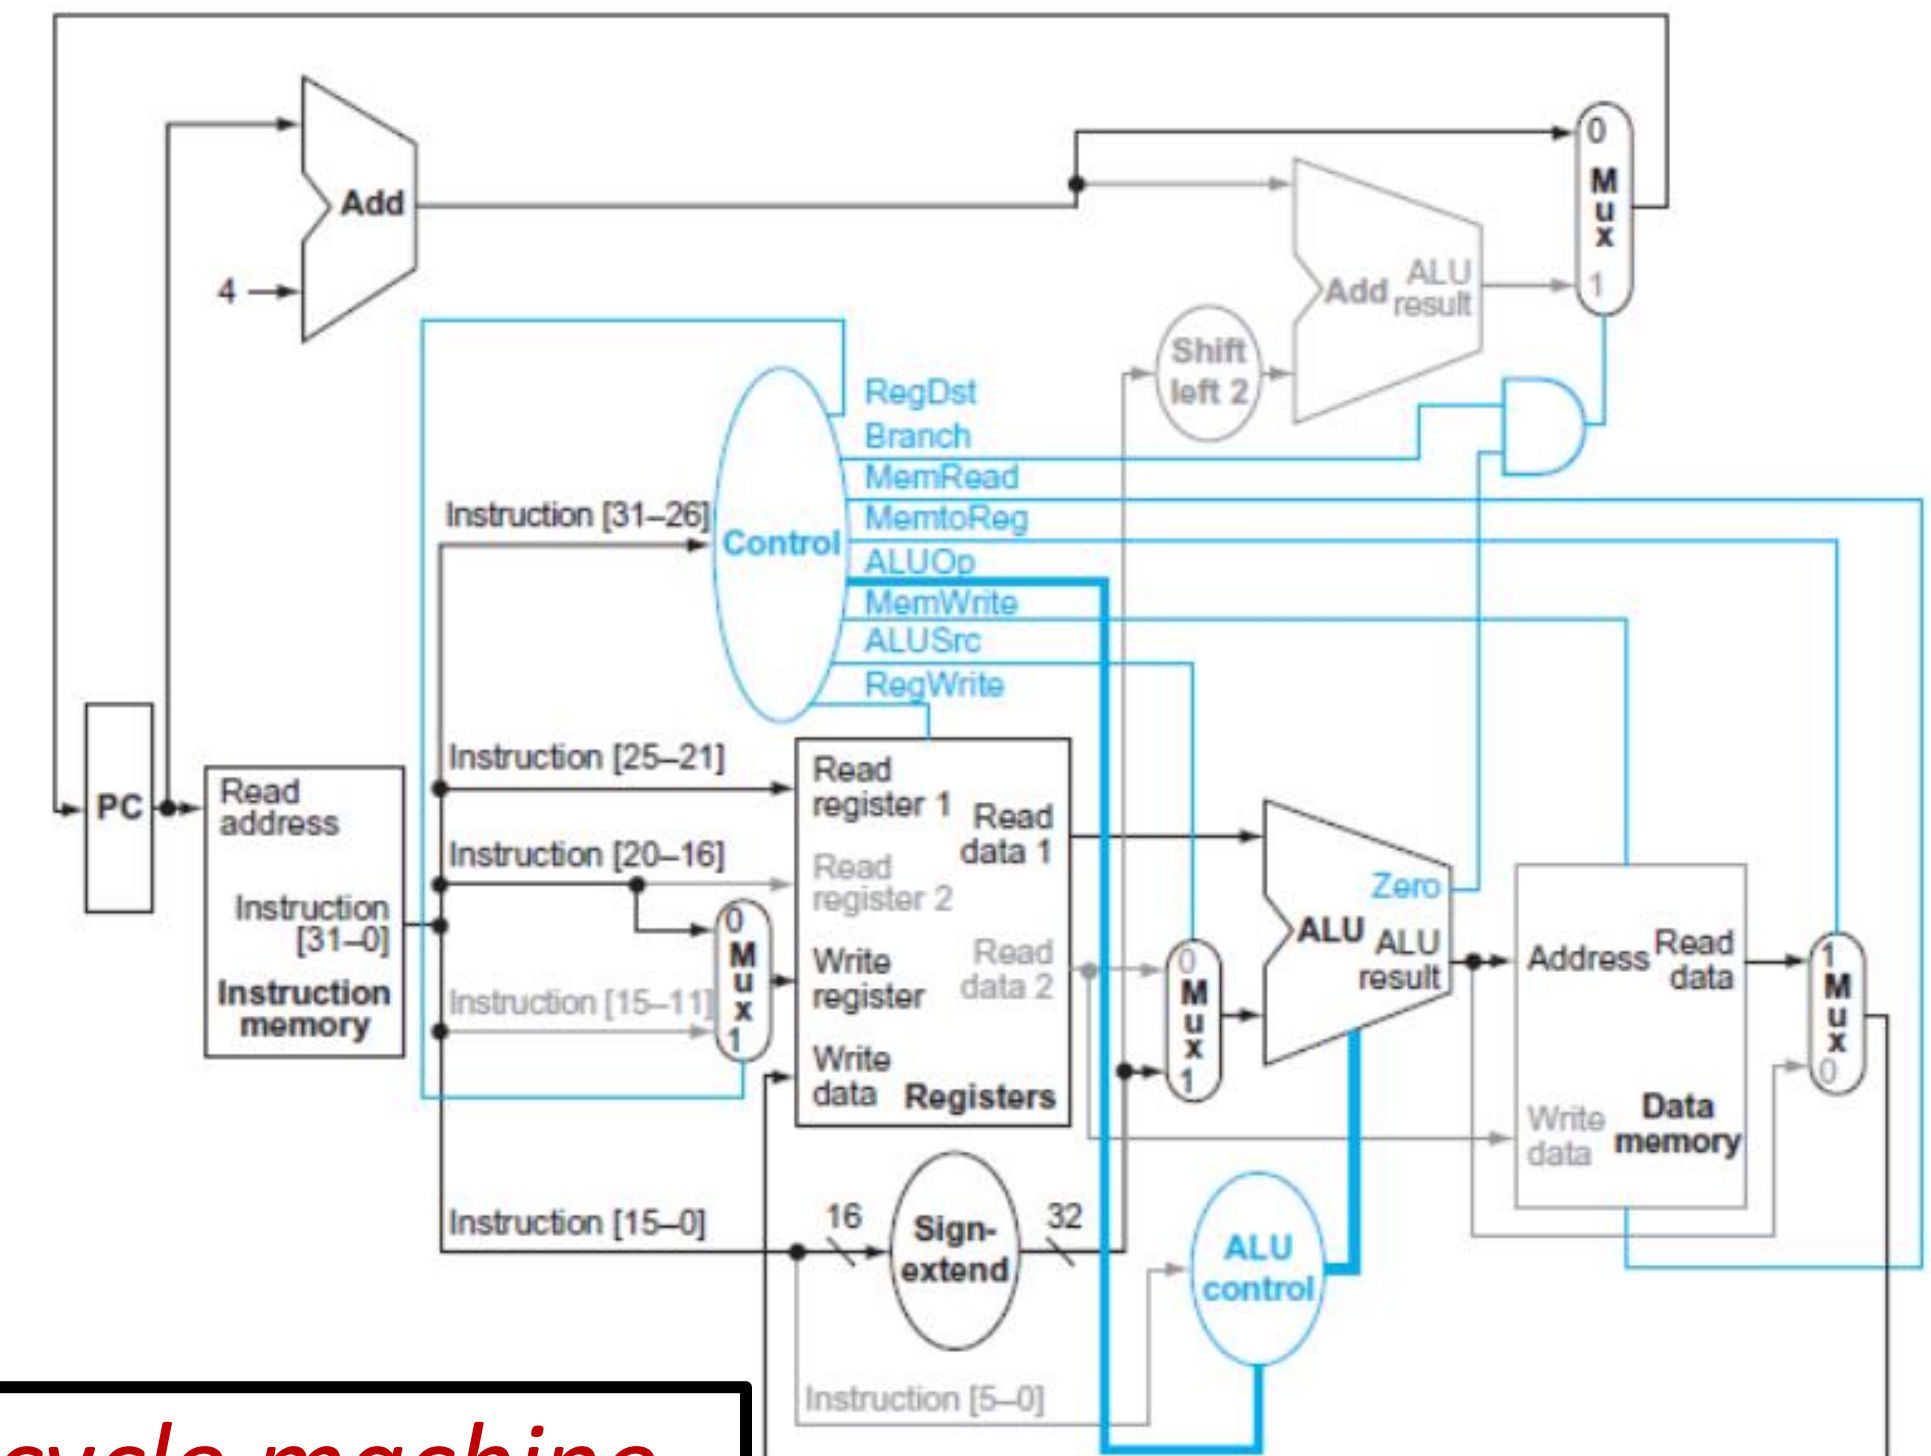 0
M
u
x
1
Add
4
Add
ALU
result
Shift
left 2
RegDst
Branch
MemRead
MemtoReg
ALUOp
MemWrite
ALUSrc
RegWrite
Instruction [31–26]
Control
PC
Read
address
Instruction
[31–0]
Instruction
memory
Instruction [25–21]
Instruction [20–16]
Instruction [15–11]
0
M
u
x
1
Read
register 1
Read
data 1
Read
register 2
Write
register
Read
data 2
Write
data
Registers
0
M
u
x
1
Zero
ALU
ALU
result
Address
Read
data
Write
data
Data
memory
1
M
u
x
0
Instruction [15–0]
16
Sign-
extend
32
ALU
control
Instruction [5–0]
cycle machine